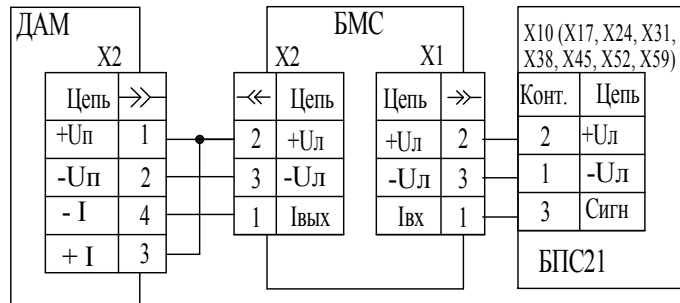 ДАМ
X2
Цепь
+Uп 1
-Uп 2
- I 4
+ I 3
БМС
X2 X1
Цепь Цепь
2 +Uл
3 -Uл
1 Iвых
+Uл 2
-Uл 3
Iвх 1
X10 (X17, X24, X31,
X38, X45, X52, X59)
Конт. Цепь
2 +Uл
1 -Uл
3 Сигн
БПС21